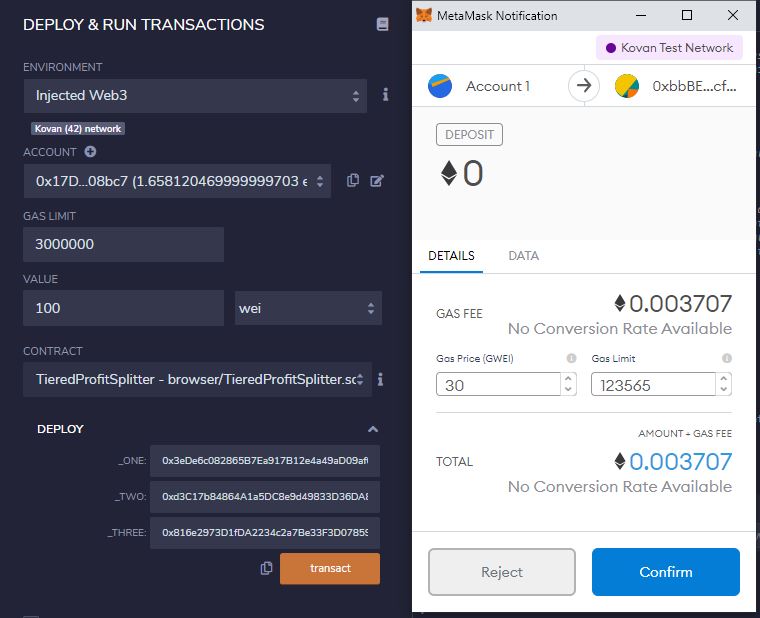 DEPLOY & RUN TRANSACTIONS
ENVIRONMENT
Injected Web3
Kovan (42) network
ACCOUNT
0x17D...08bc7 (1.658120469999999703 e
GAS LIMIT
3000000
VALUE
100
wei
CONTRACT
TieredProfitSplitter - browser/TieredProfitSplitter.sc
DEPLOY
_ONE: 0x3eDe6c082865B7Ea917B12e4a49aD09af
_TWO: 0xd3C17b84864A1a5DC8e9d49833D36DAE
_THREE: 0x816e2973D1fDA2234c2a7Be33F3D0785
transact
MetaMask Notification
Kovan Test Network
Account 1
0xbbBE...cf...
DEPOSIT
0
DETAILS
DATA
GAS FEE
0.003707
No Conversion Rate Available
Gas Price (GWEI)
Gas Limit
30
123565
AMOUNT + GAS FEE
TOTAL
0.003707
No Conversion Rate Available
Reject
Confirm